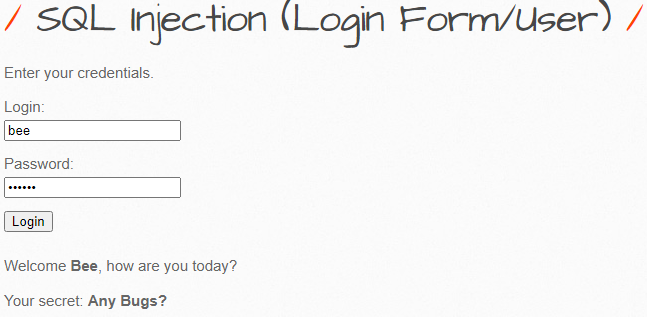 / SQL Injection (Login Form/User) /
Enter your credentials.
Login:
bee
Password:
••••••
Login
Welcome Bee, how are you today?
Your secret: Any Bugs?